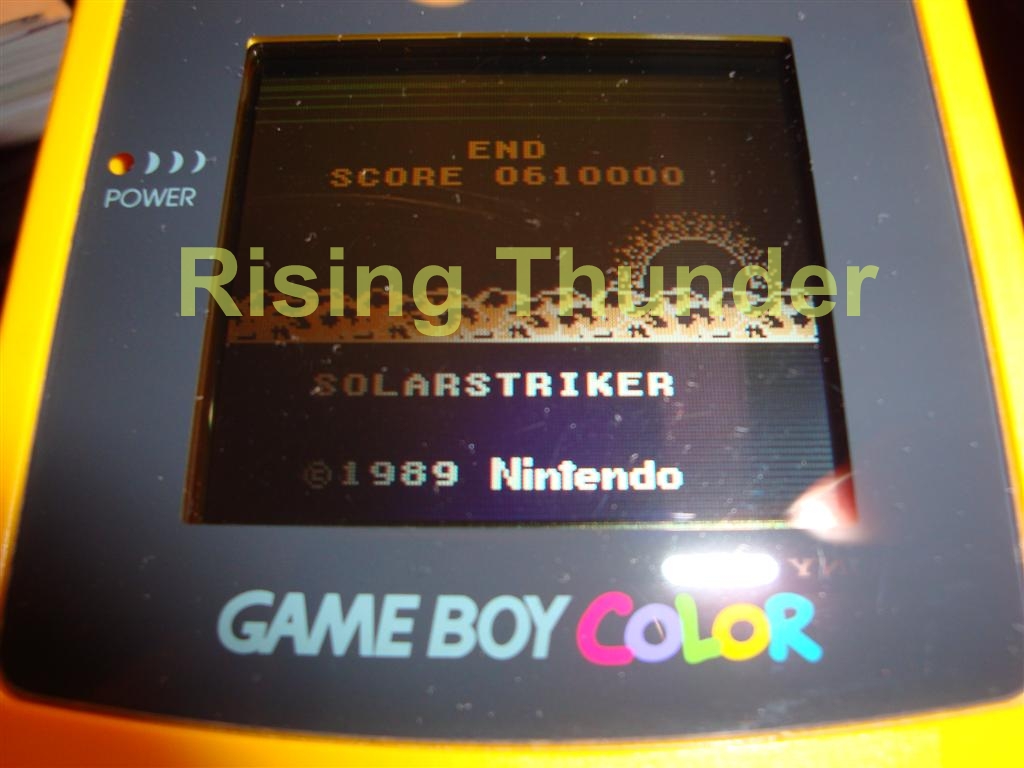 END
SCORE 0610000
POWER
Rising Thunder
SOLARSTRIKER
©1989 Nintendo
GAME BOY COLOR